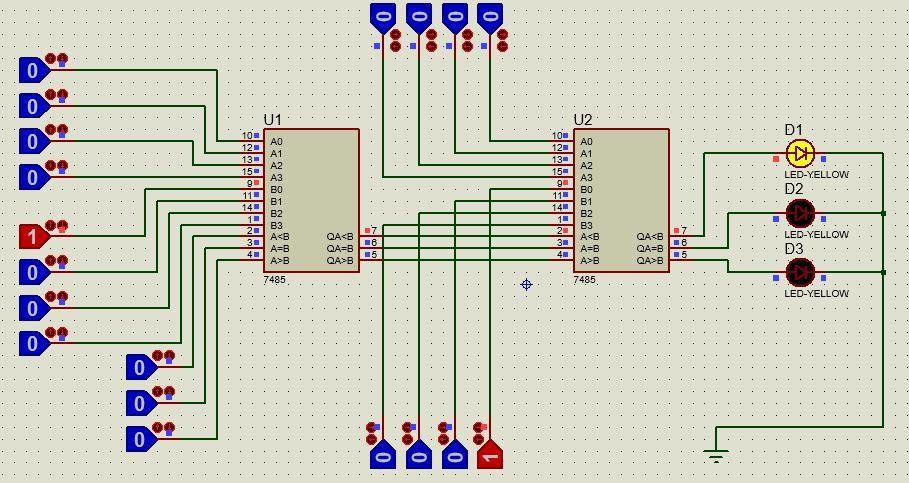 0 0 0 0
0
0
0
0
1
0
0
0
0
0
0
U1
10 A0
12 A1
13 A2
15 A3
9 B0
11 B1
14 B2
1 B3
2 A<B QA<B 7
3 A=B QA=B 6
4 A>B QA>B 5
7485
U2
10 A0
12 A1
13 A2
15 A3
9 B0
11 B1
14 B2
1 B3
2 A<B QA<B 7
3 A=B QA=B 6
4 A>B QA>B 5
7485
D1
LED-YELLOW
D2
LED-YELLOW
D3
LED-YELLOW
0 0 0 1